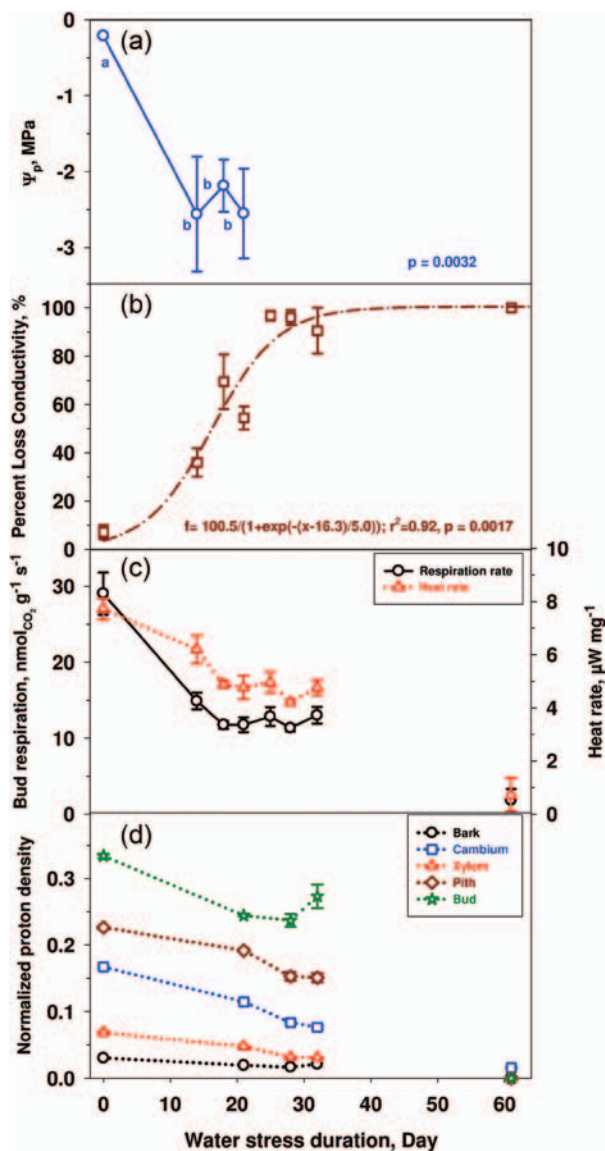 (a)
0
-1
-2
-3
Ψp, MPa
a
b
b
b
p = 0.0032
(b)
100
80
60
40
20
0
Percent Loss Conductivity, %
f= 100.5/(1+exp(-(x-16.3)/5.0)); r²=0.92, p = 0.0017
(c)
30
20
10
0
Bud respiration, nmolCO₂ g⁻¹ s⁻¹
Respiration rate
Heat rate
10
8
6
4
2
0
Heat rate, µW mg⁻¹
(d)
0.3
0.2
0.1
0.0
Normalized proton density
Bark
Cambium
Xylem
Pith
Bud
0 10 20 30 40 50 60
Water stress duration, Day